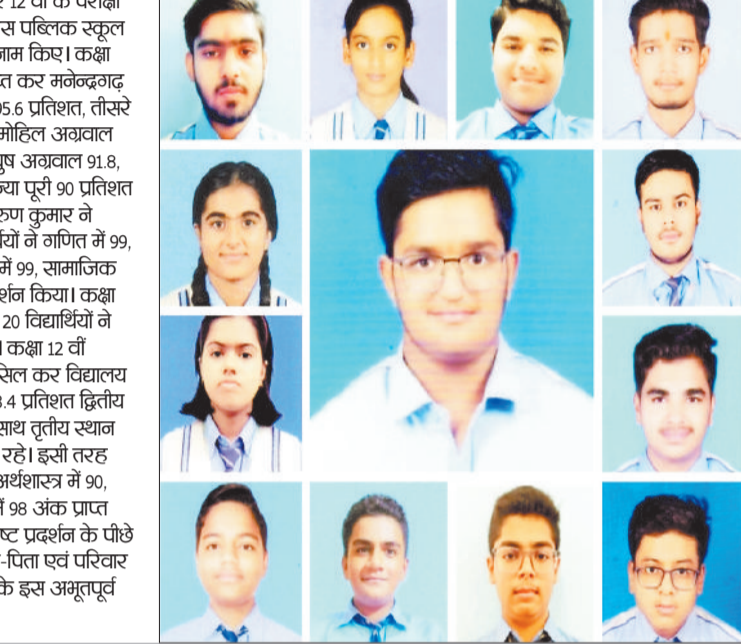 12 वीं के परीक्षा
स पब्लिक स्कूल
नाम किए। कक्षा
त कर मनेन्द्रगढ़
95.6 प्रतिशत, तीसरे
मोहिल अग्रवाल
युष अग्रवाल 91.8,
न्या पूरी 90 प्रतिशत
रुण कुमार ने
र्थियों ने गणित में 99,
में 99, सामाजिक
र्शन किया। कक्षा
20 विद्यार्थियों ने
। कक्षा 12 वीं
सिल कर विद्यालय
.4 प्रतिशत द्वितीय
साथ तृतीय स्थान
रहे। इसी तरह
अर्थशास्त्र में 90,
में 98 अंक प्राप्त
ष्ट प्रदर्शन के पीछे
-पिता एवं परिवार
के इस अभूतपूर्व